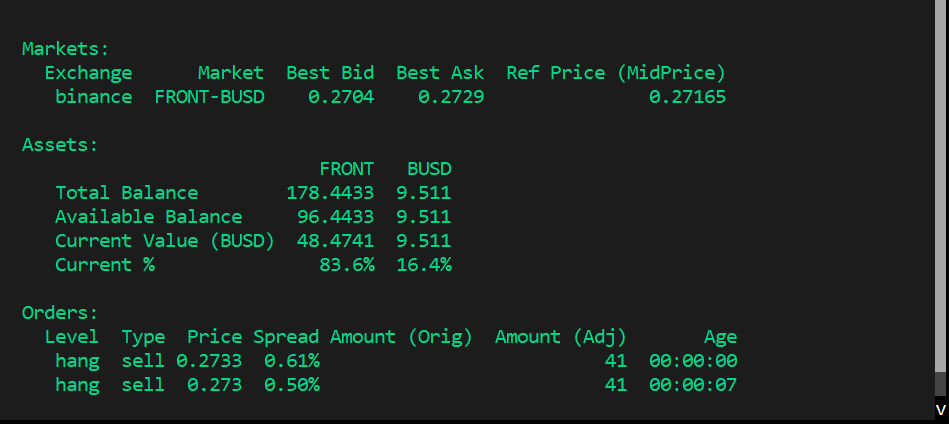 Markets:
Exchange Market Best Bid Best Ask Ref Price (MidPrice)
binance FRONT-BUSD 0.2704 0.2729 0.27165
Assets:
FRONT BUSD
Total Balance 178.4433 9.511
Available Balance 96.4433 9.511
Current Value (BUSD) 48.4741 9.511
Current % 83.6% 16.4%
Orders:
Level Type Price Spread Amount (Orig) Amount (Adj) Age
hang sell 0.2733 0.61% 41 00:00:00
hang sell 0.273 0.50% 41 00:00:07
v